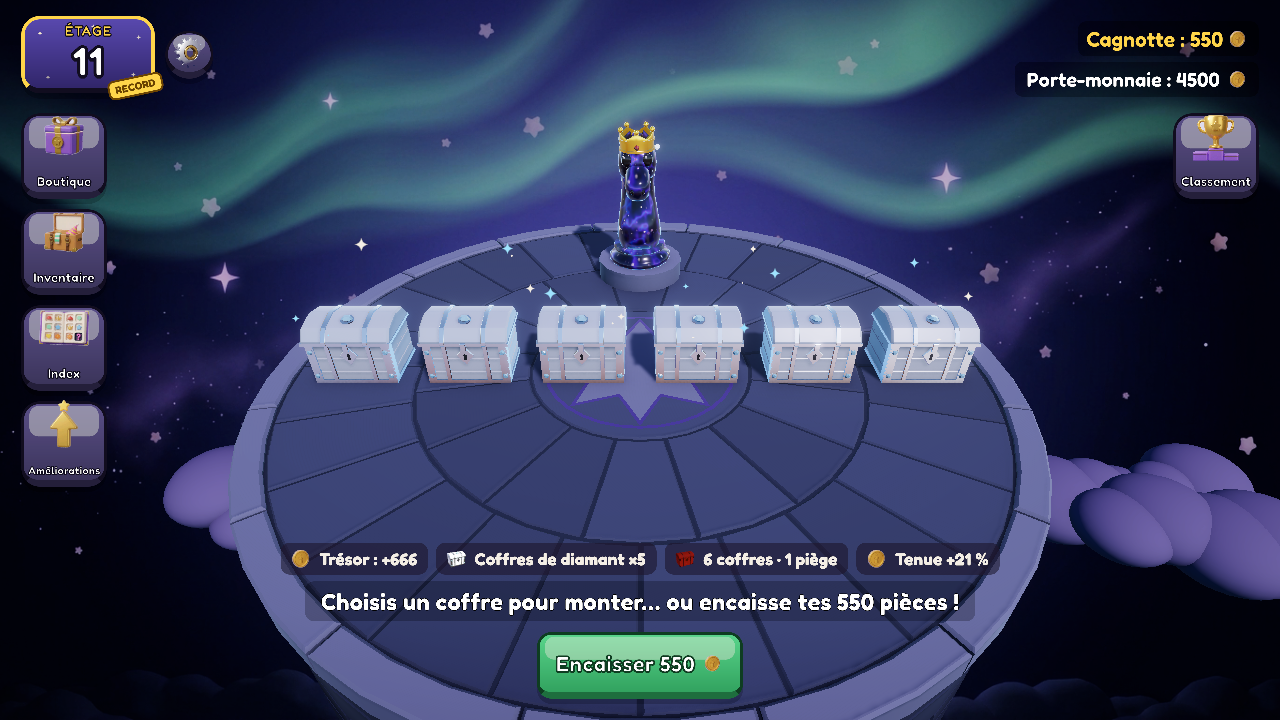 ÉTAGE
11
RECORD
Cagnotte : 550
Porte-monnaie : 4500
Boutique
Classement
Inventaire
Index
Améliorations
Trésor : +666
Coffres de diamant x5
6 coffres · 1 piège
Tenue +21 %
Choisis un coffre pour monter... ou encaisse tes 550 pièces !
Encaisser 550